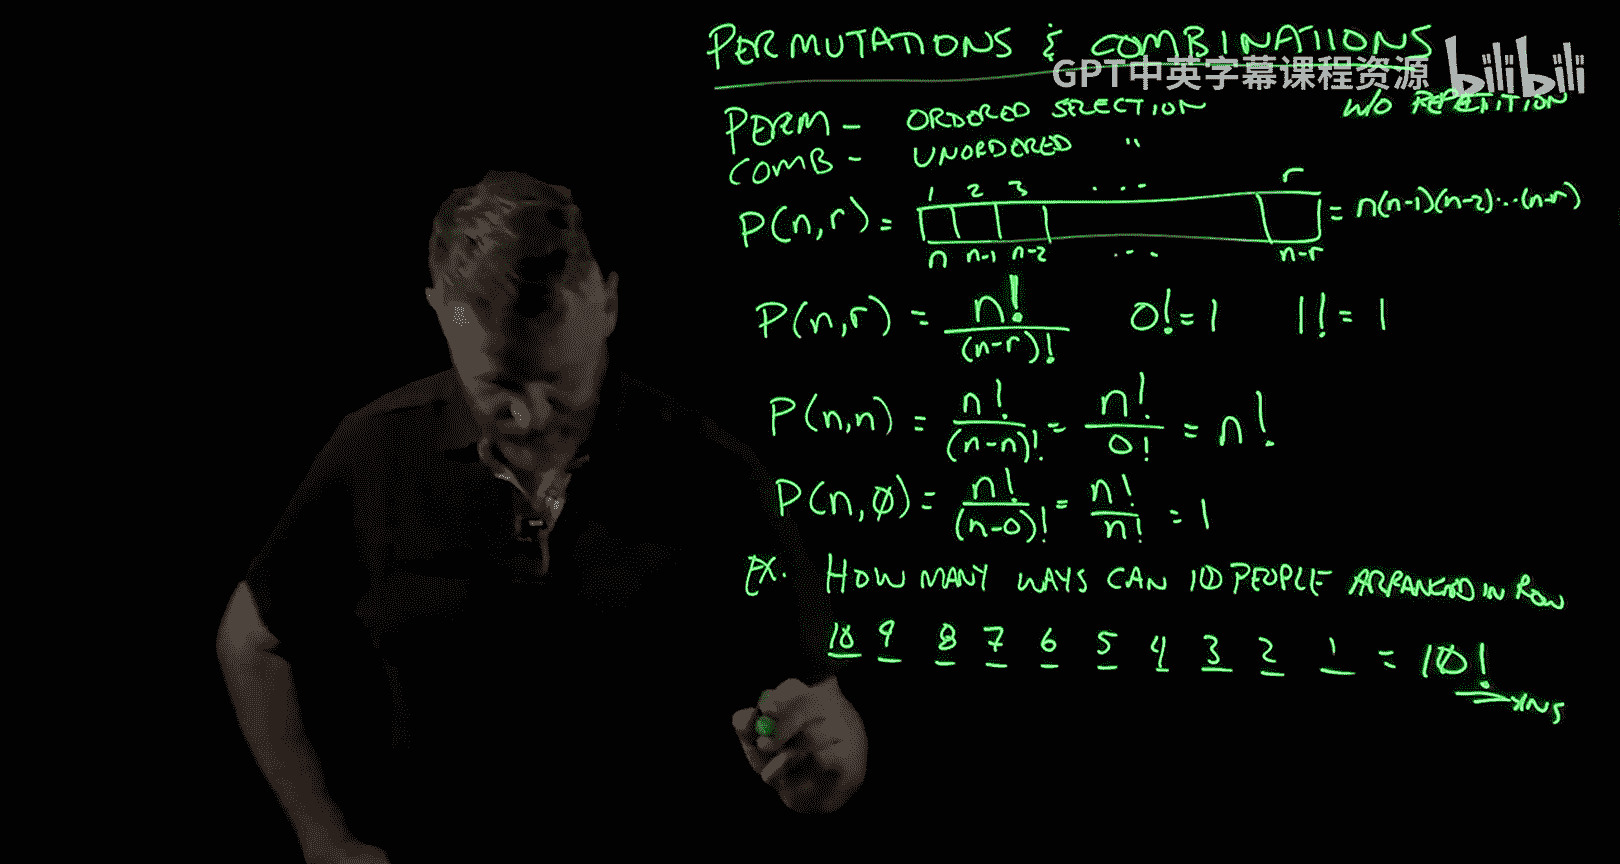 PERMUTATIONS & COMBINATIONS
GPT中英字幕课程资源 bilibili
PERM - ORDERED SELECTION W/O REPETITION
COMB - UNORDERED "
1 2 3 ... r
P(n,r) = = n(n-1)(n-2)...(n-r)
n n-1 n-2 ... n-r
P(n,r) = n!/(n-r)! 0! = 1 1! = 1
P(n,n) = n!/(n-n)! = n!/0! = n!
P(n,0) = n!/(n-0)! = n!/n! = 1
EX. HOW MANY WAYS CAN 10 PEOPLE ARRANGED IN ROW
10 9 8 7 6 5 4 3 2 1 = 10!